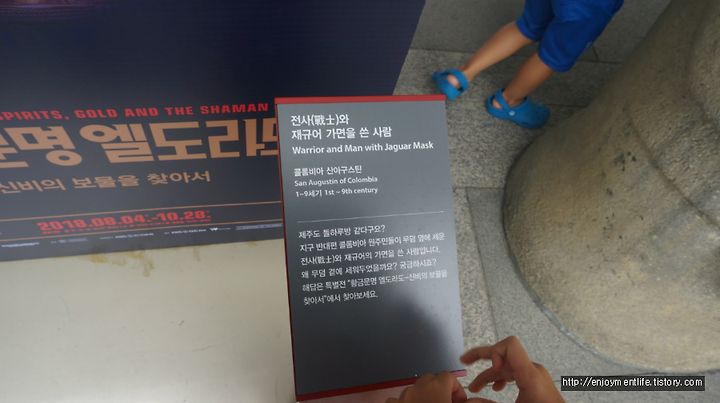 SPIRITS, GOLD AND THE SHAMAN
문명 엘도라도
신비의 보물을 찾아서
2018.08.04.-10.28.
전사(戰士)와
재규어 가면을 쓴 사람
Warrior and Man with Jaguar Mask
콜롬비아 산아구스틴
San Augustin of Colombia
1~9세기 1st ~ 9th century
제주도 돌하루방 같다구요?
지구 반대편 콜롬비아 원주민들이 무덤 옆에 세운
전사(戰士)와 재규어의 가면을 쓴 사람입니다.
왜 무덤 곁에 세워두었을까요? 궁금하시죠?
해답은 특별전 "황금문명 엘도라도-신비의 보물을
찾아서"에서 찾아보세요.
http://enjoymentlife.tistory.com